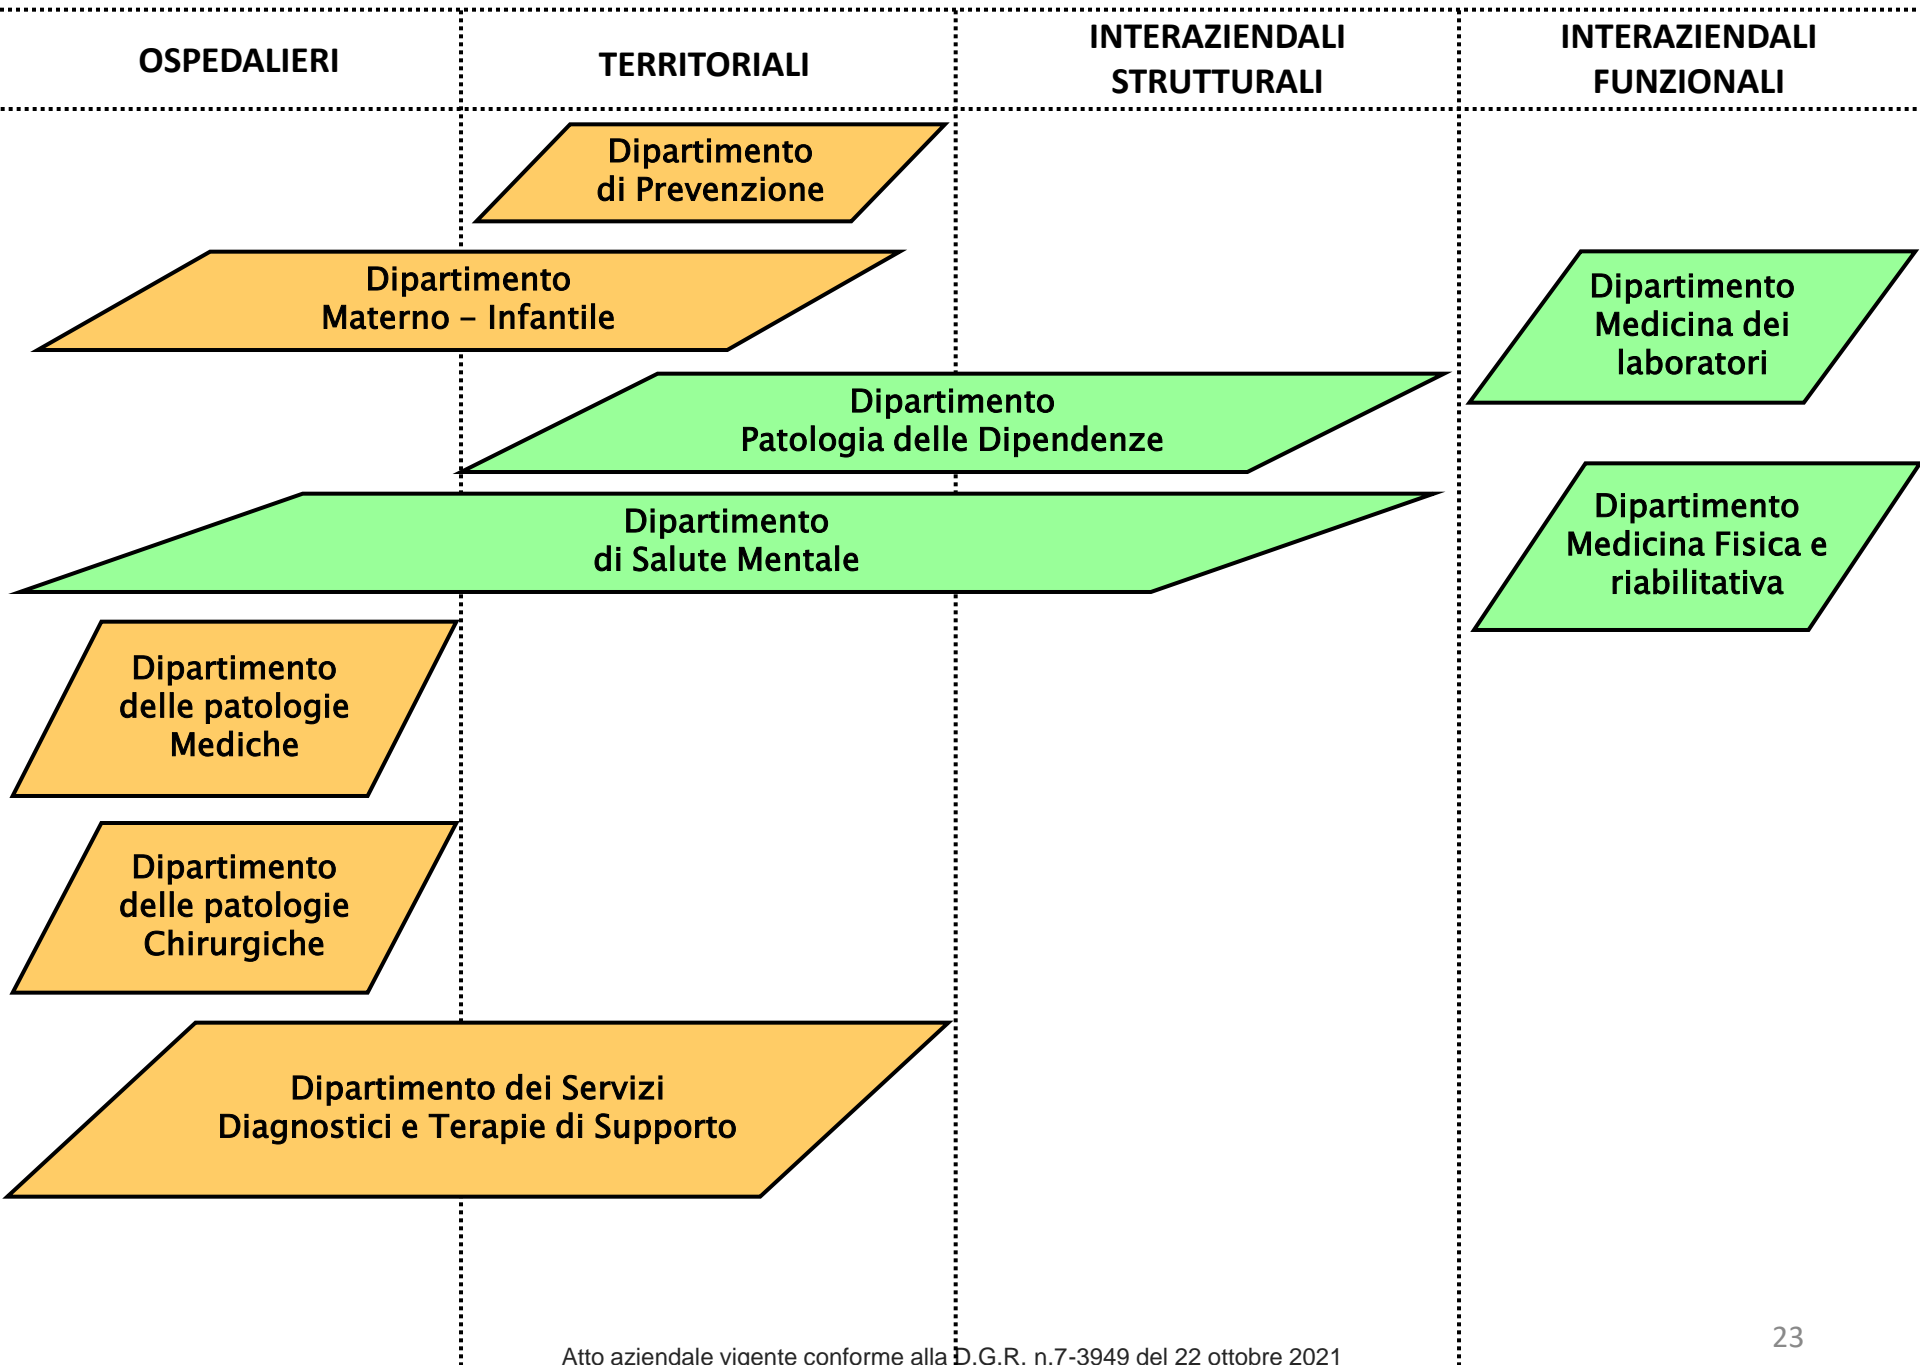 OSPEDALIERI
TERRITORIALI
INTERAZIENDALI
STRUTTURALI
INTERAZIENDALI
FUNZIONALI
Dipartimento
di Prevenzione
Dipartimento
Materno – Infantile
Dipartimento
Medicina dei
laboratori
Dipartimento
Patologia delle Dipendenze
Dipartimento
di Salute Mentale
Dipartimento
Medicina Fisica e
riabilitativa
Dipartimento
delle patologie
Mediche
Dipartimento
delle patologie
Chirurgiche
Dipartimento dei Servizi
Diagnostici e Terapie di Supporto
Atto aziendale vigente conforme alla D.G.R. n.7-3949 del 22 ottobre 2021
23